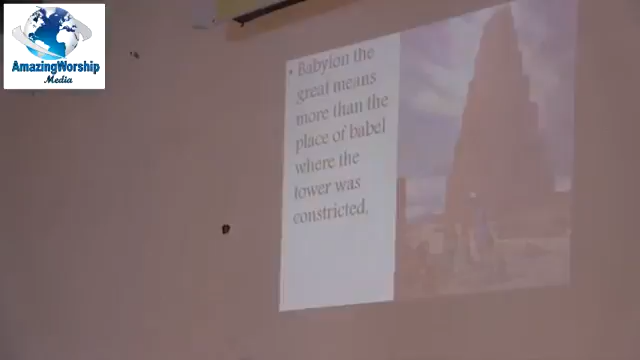 AmazingWorship
Media
• Babylon the
great means
more than the
place of babel
where the
tower was
constricted.